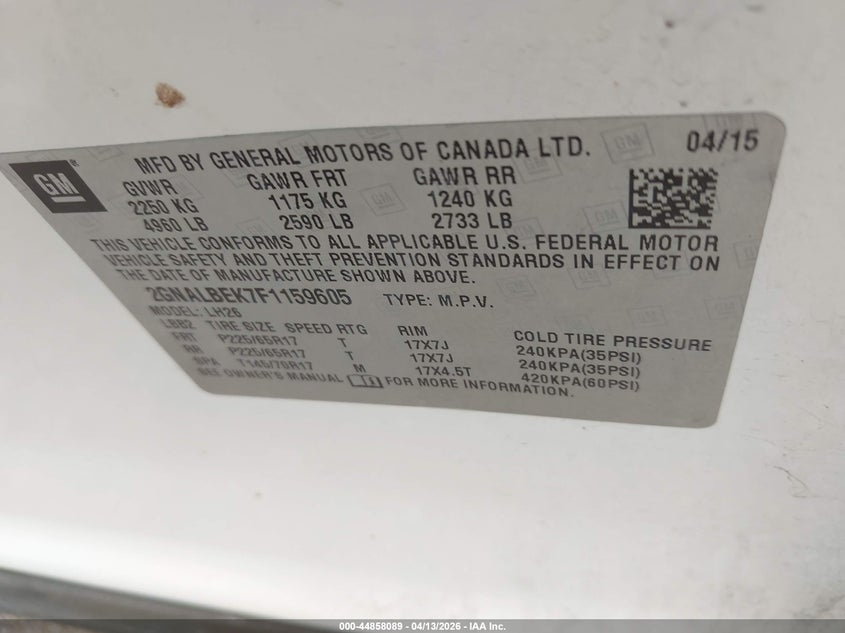 GM
MFD BY GENERAL MOTORS OF CANADA LTD. 04/15
GVWR GAWR FRT GAWR RR
2250 KG 1175 KG 1240 KG
4960 LB 2590 LB 2733 LB
THIS VEHICLE CONFORMS TO ALL APPLICABLE U.S. FEDERAL MOTOR
VEHICLE SAFETY AND THEFT PREVENTION STANDARDS IN EFFECT ON
THE DATE OF MANUFACTURE SHOWN ABOVE.
2GNALBEK7F1159605 TYPE: M.P.V.
MODEL: LH26
LBB2 TIRE SIZE SPEED RTG RIM COLD TIRE PRESSURE
FRT P225/65R17 T 17X7J 240KPA(35PSI)
RR P225/65R17 T 17X7J 240KPA(35PSI)
SPA T145/70R17 M 17X4.5T 420KPA(60PSI)
SEE OWNER'S MANUAL FOR MORE INFORMATION.
000-44858089 | 04/13/2026 | IAA Inc.